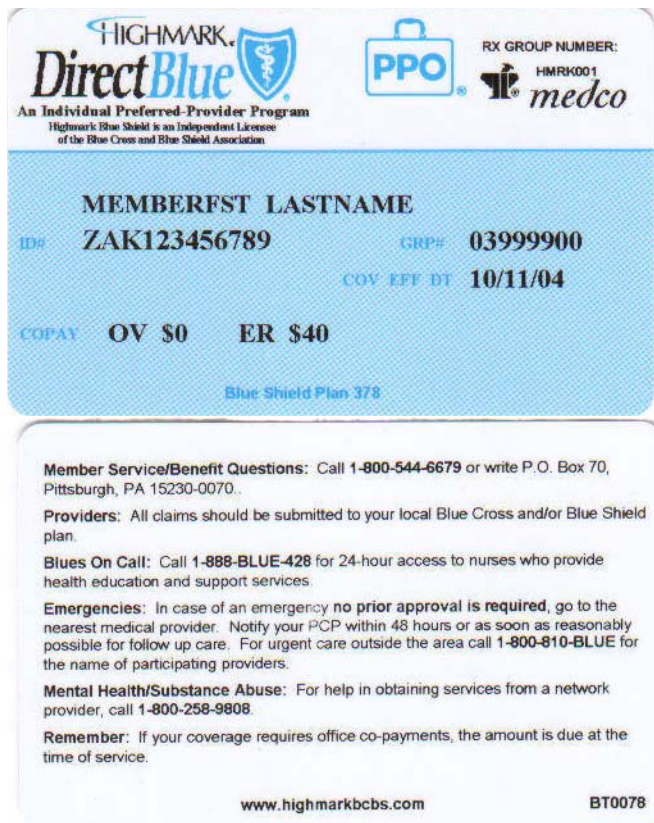 HIGHMARK.
DirectBlue®
An Individual Preferred-Provider Program
Highmark Blue Shield is an Independent Licensee
of the Blue Cross and Blue Shield Association
PPO®
RX GROUP NUMBER:
HMRK001
medco
MEMBERFST LASTNAME
ID# ZAK123456789 GRP# 03999900
COV EFF DT 10/11/04
COPAY OV $0 ER $40
Blue Shield Plan 378
Member Service/Benefit Questions: Call 1-800-544-6679 or write P.O. Box 70,
Pittsburgh, PA 15230-0070..
Providers: All claims should be submitted to your local Blue Cross and/or Blue Shield
plan.
Blues On Call: Call 1-888-BLUE-428 for 24-hour access to nurses who provide
health education and support services.
Emergencies: In case of an emergency no prior approval is required, go to the
nearest medical provider. Notify your PCP within 48 hours or as soon as reasonably
possible for follow up care. For urgent care outside the area call 1-800-810-BLUE for
the name of participating providers.
Mental Health/Substance Abuse: For help in obtaining services from a network
provider, call 1-800-258-9808.
Remember: If your coverage requires office co-payments, the amount is due at the
time of service.
www.highmarkbcbs.com BT0078